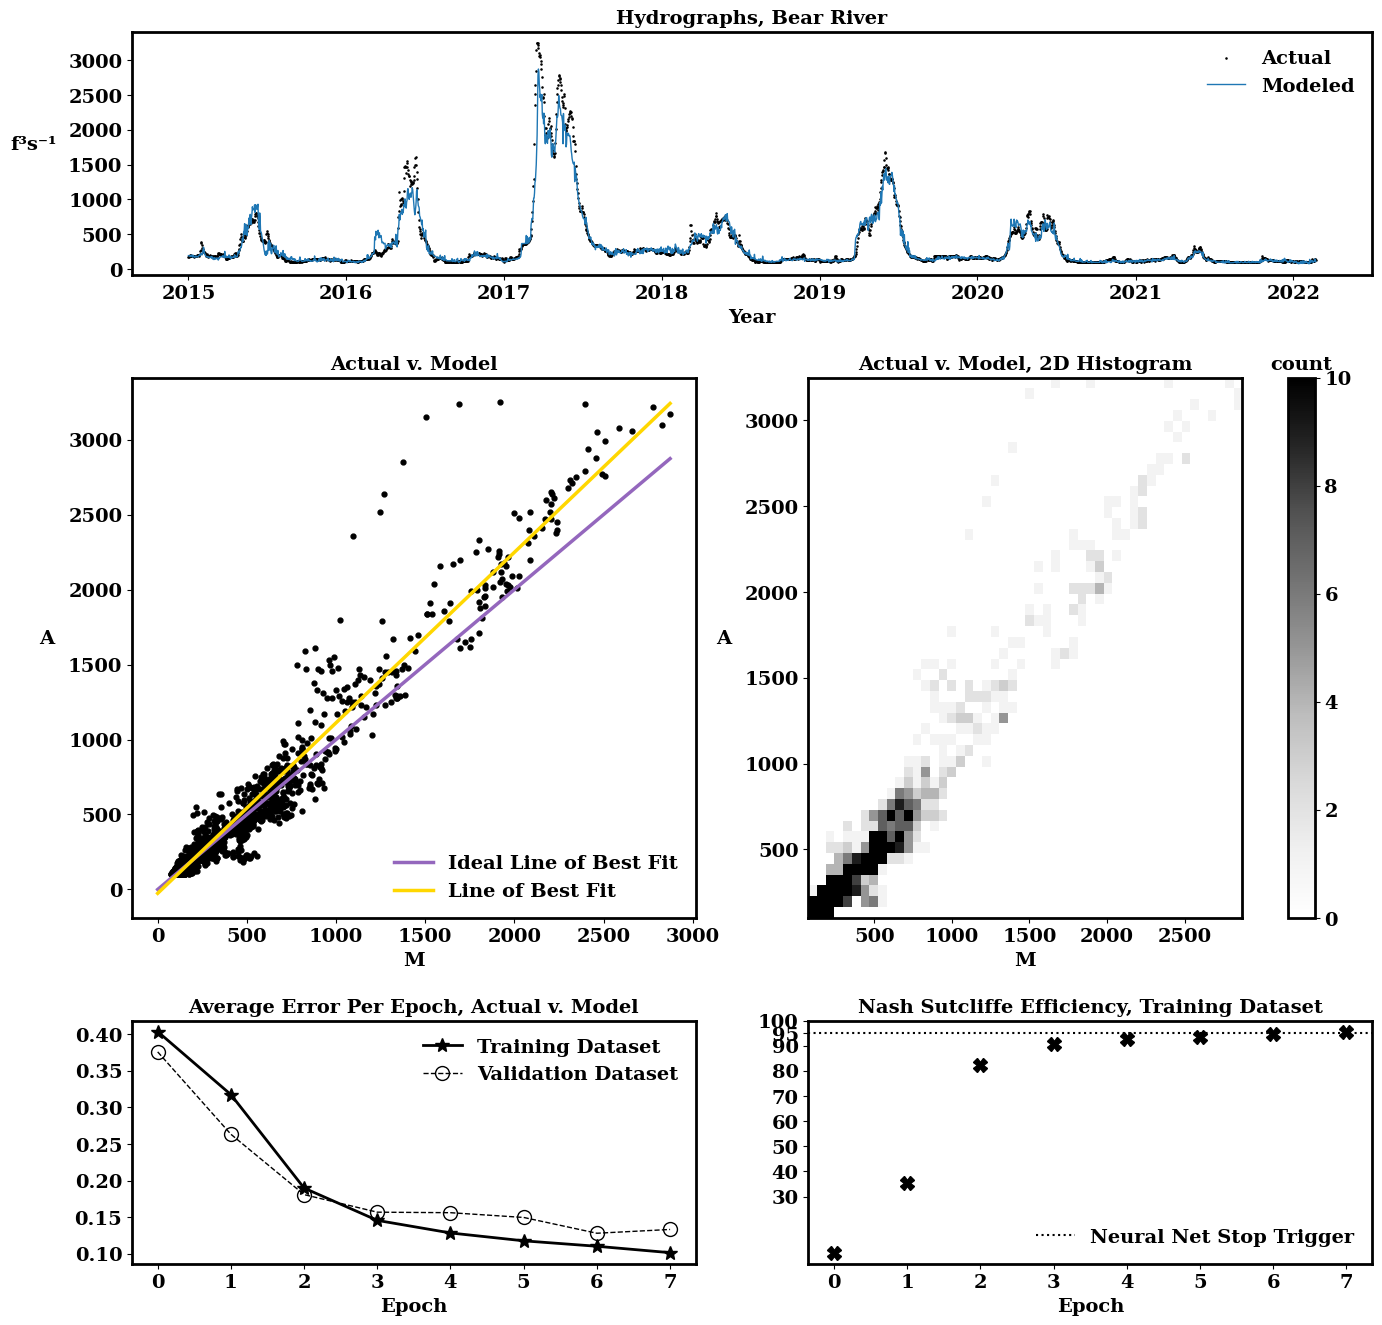 Hydrographs, Bear River
3000
2500
2000
1500
1000
500
0
f³s⁻¹
Actual
Modeled
2015 2016 2017 2018 2019 2020 2021 2022
Year
Actual v. Model
3000
2500
2000
1500
1000
500
0
A
Ideal Line of Best Fit
Line of Best Fit
0 500 1000 1500 2000 2500 3000
M
Actual v. Model, 2D Histogram
3000
2500
2000
1500
1000
500
A
500 1000 1500 2000 2500
M
count
10
8
6
4
2
0
Average Error Per Epoch, Actual v. Model
0.40
0.35
0.30
0.25
0.20
0.15
0.10
Training Dataset
Validation Dataset
0 1 2 3 4 5 6 7
Epoch
Nash Sutcliffe Efficiency, Training Dataset
100
95
90
80
70
60
50
40
30
Neural Net Stop Trigger
0 1 2 3 4 5 6 7
Epoch